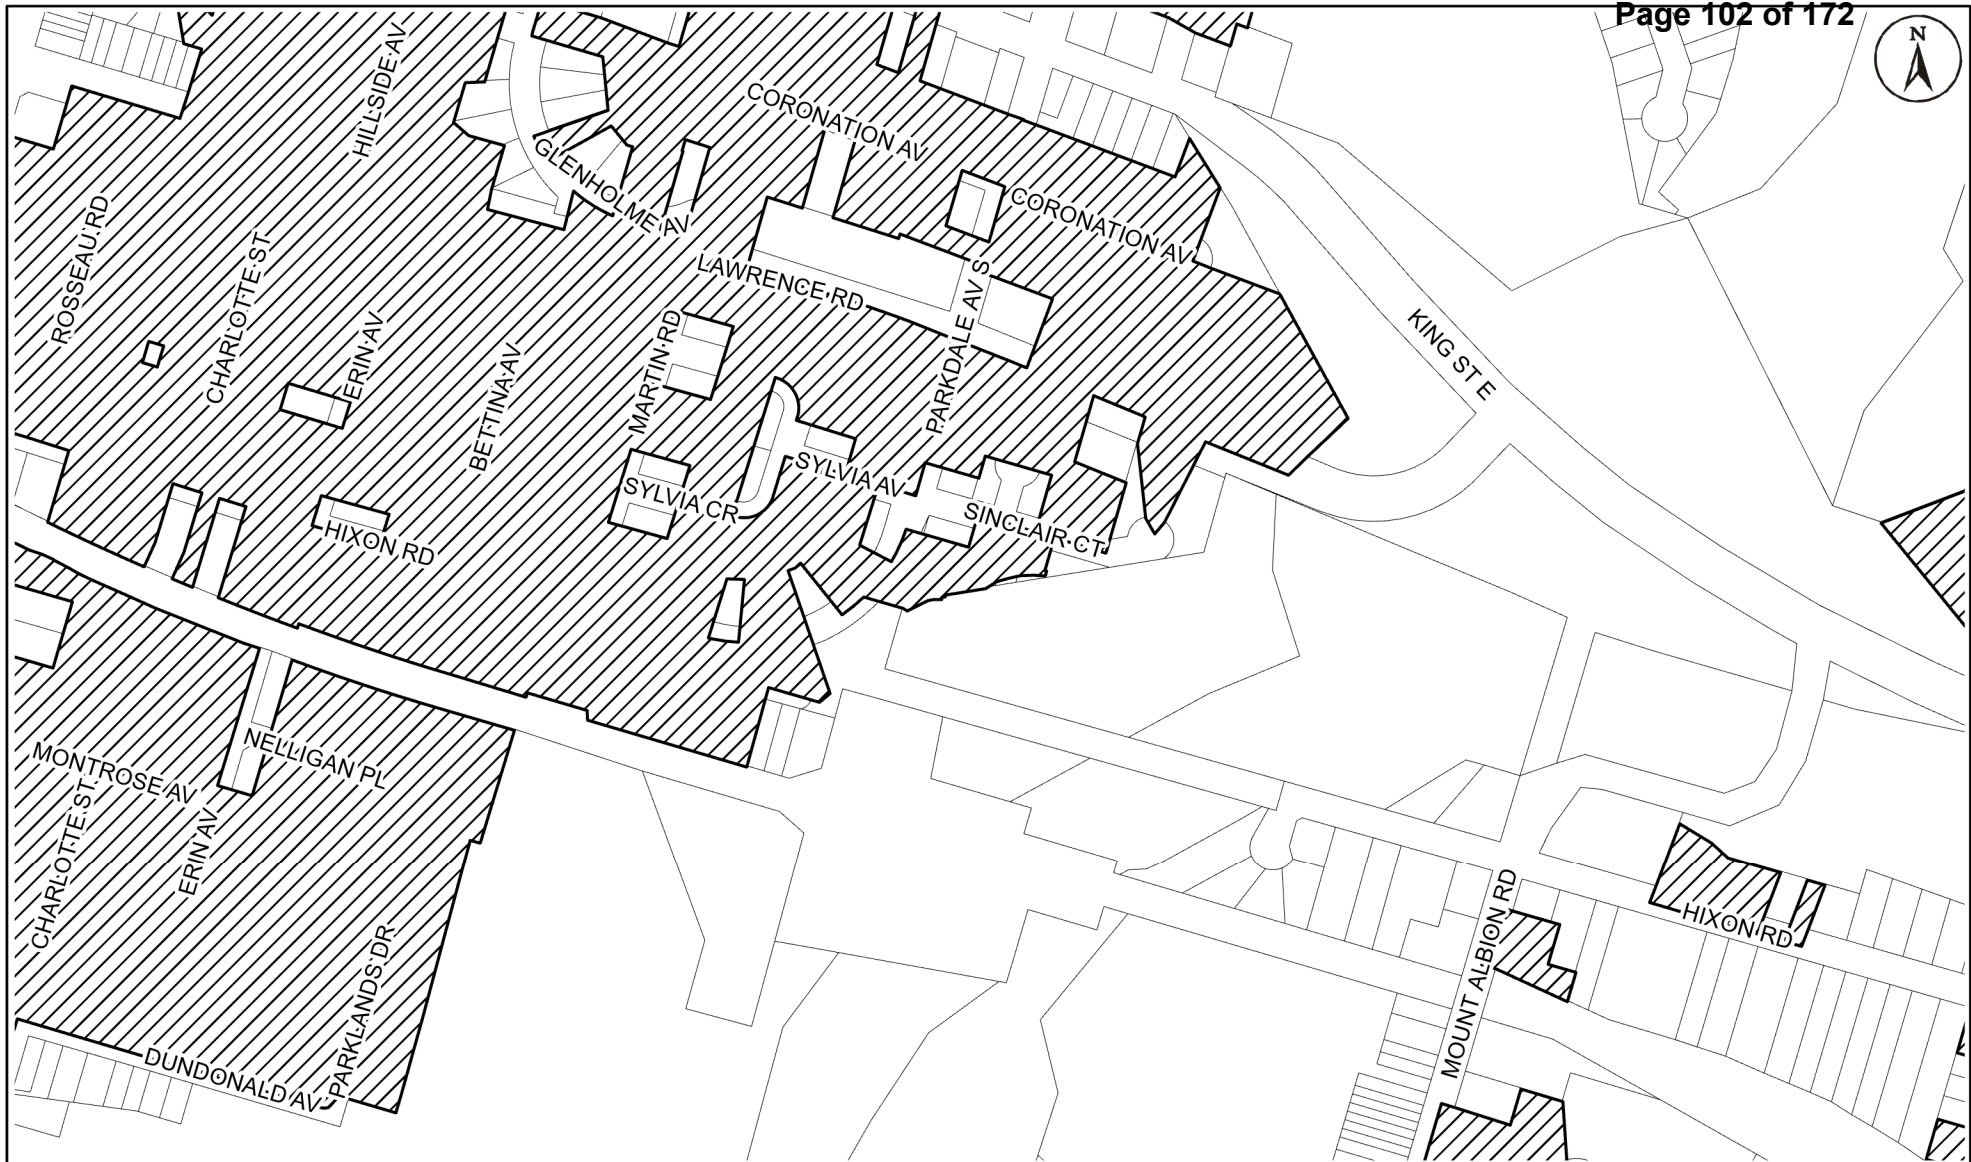 Page 102 of 172
N
HILLSIDE AV
CORONATION AV
GLENHOLME AV
CORONATION AV
ROSSEAU RD
CHARLOTTE ST
LAWRENCE RD
PARKDALE AV S
ERIN AV
MARTIN RD
BETTINA AV
KING ST E
SYLVIA AV
SYLVIA CR
SINCLAIR CT
HIXON RD
NELLIGAN PL
MONTROSE AV
CHARLOTTE ST
ERIN AV
HIXON RD
MOUNT ALBION RD
PARKLANDS DR
DUNDONALD AV